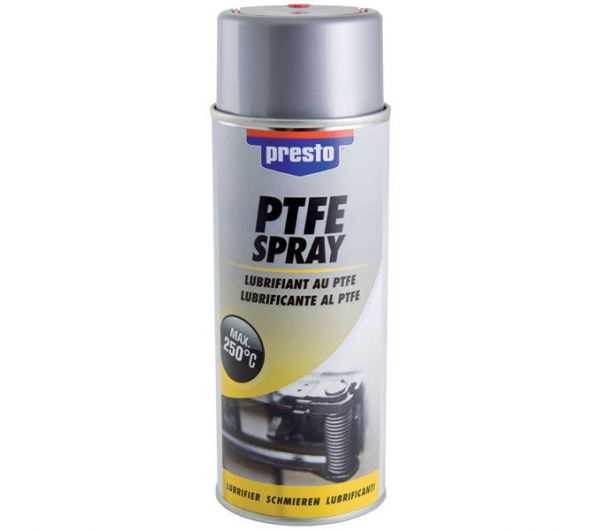 presto
PTFE
SPRAY
LUBRIFIANT AU PTFE
LUBRIFICANTE AL PTFE
MAX.
250°C
LUBRIFIER SCHMIEREN LUBRIFICANTI